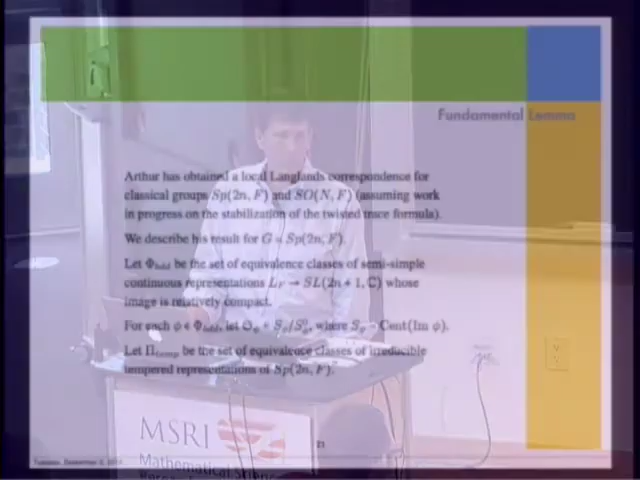 Fundamental Lemma
Arthur has obtained a local Langlands correspondence for
classical groups Sp(2n, F) and SO(N, F) (assuming work
in progress on the stabilization of the twisted trace formula).
We describe his result for G = Sp(2n, F).
Let Φ be the set of equivalence classes of semi-simple
continuous representations L_F → SL(2n+1, ℂ) whose
image is relatively compact.
For each ϕ ∈ Φ, let = S_ϕ/S_ϕ^0, where S_ϕ = Cent(Im ϕ).
Let Π_temp be the set of equivalence classes of irreducible
tempered representations of Sp(2n, F).
MSRI
Mathematical Scien